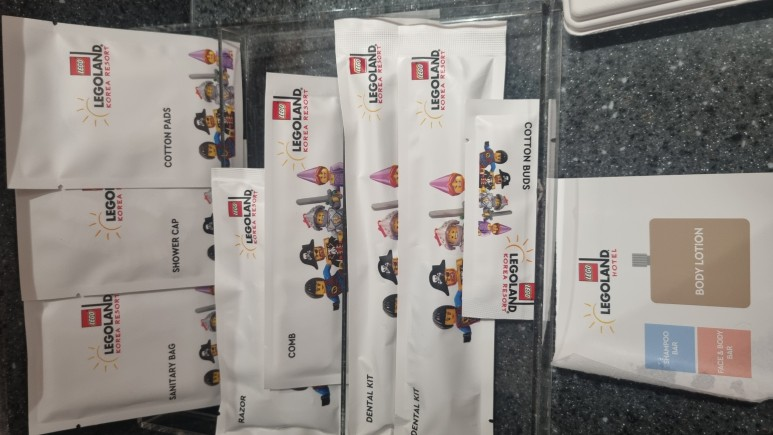 LEGO
LEGOLAND
KOREA RESORT
COTTON PADS
LEGOLAND
KOREA RESORT
SHOWER CAP
LEGO
LEGOLAND
KOREA RESORT
SANITARY BAG
LEGO
LEGOLAND
KOREA RESORT
RAZOR
LEGO
LEGOLAND
KOREA RESORT
COMB
LEGO
LEGOLAND
KOREA RESORT
DENTAL KIT
LEGO
LEGOLAND
KOREA RESORT
DENTAL KIT
LEGO
LEGOLAND
KOREA RESORT
COTTON BUDS
LEGO
LEGOLAND
HOTEL
BODY LOTION
SHAMPOO
BAR
FACE & BODY
BAR